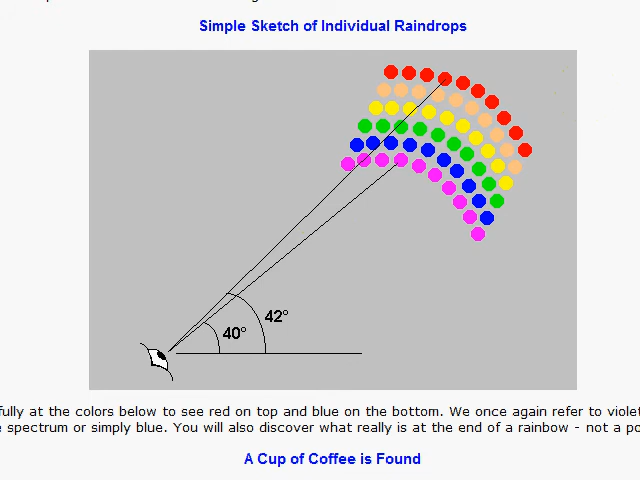 Simple Sketch of Individual Raindrops
42°
40°
fully at the colors below to see red on top and blue on the bottom. We once again refer to violet
spectrum or simply blue. You will also discover what really is at the end of a rainbow - not a po
A Cup of Coffee is Found